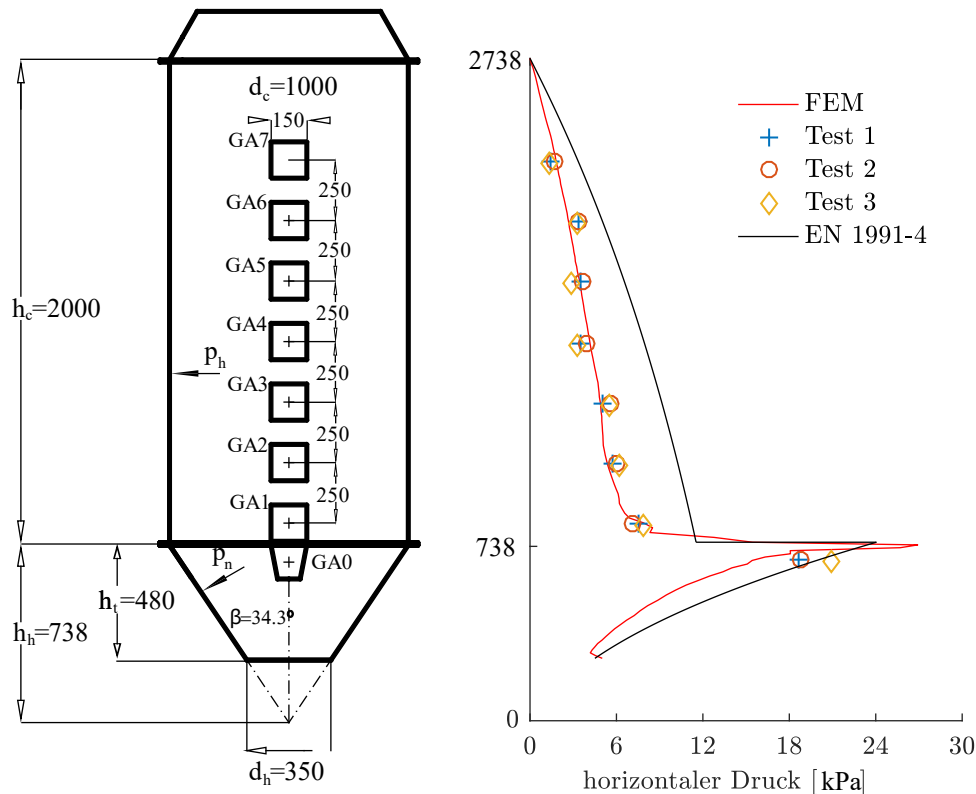 d_c=1000
150
GA7
250
GA6
250
GA5
250
GA4
250
GA3
250
GA2
250
GA1
GA0
h_c=2000
p_h
p_n
h_t=480
β=34.3°
h_h=738
d_h=350
2738
738
0
0 6 12 18 24 30
horizontaler Druck [kPa]
FEM
Test 1
Test 2
Test 3
EN 1991-4